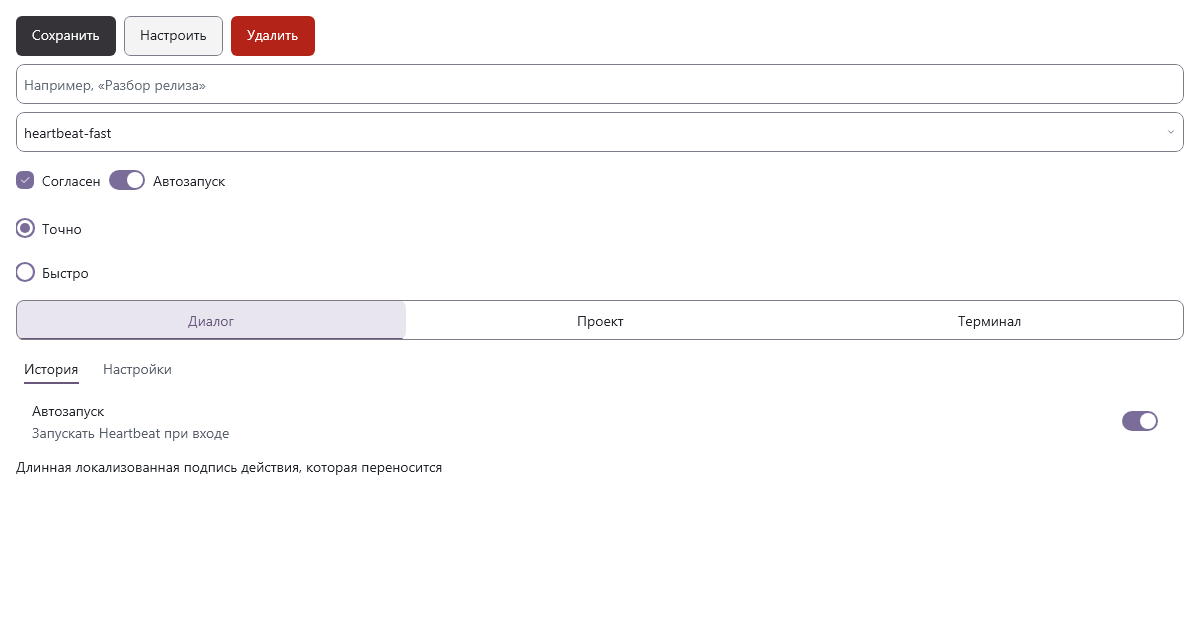 Сохранить Настроить Удалить
Например, «Разбор релиза»
heartbeat-fast
Согласен Автозапуск
Точно
Быстро
Диалог Проект Терминал
История Настройки
Автозапуск
Запускать Heartbeat при входе
Длинная локализованная подпись действия, которая переносится